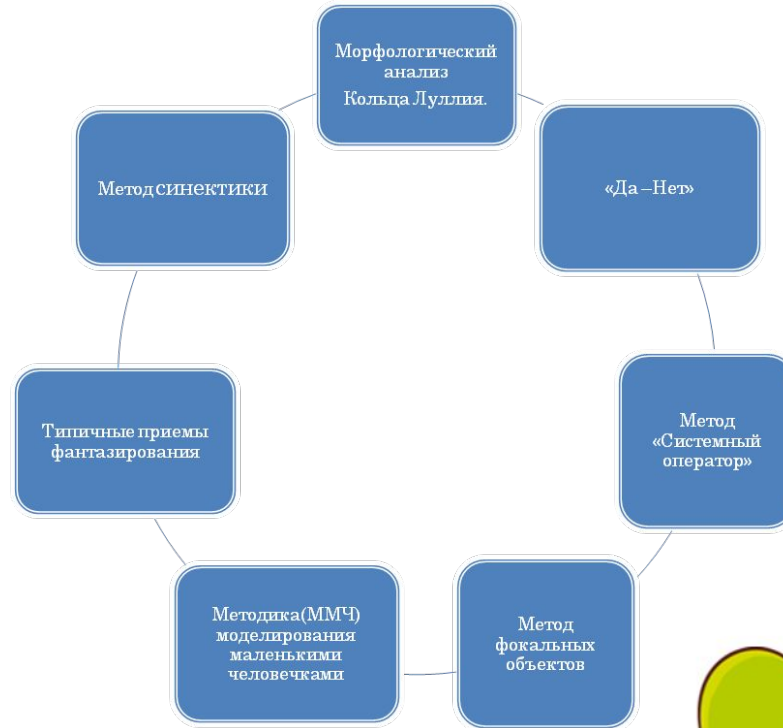 Морфологический
анализ
Кольца Луллия.
«Да –Нет»
Метод
«Системный
оператор»
Метод
фокальных
объектов
Методика(ММЧ)
моделирования
маленькими
человечками
Типичные приемы
фантазирования
Метод синектики